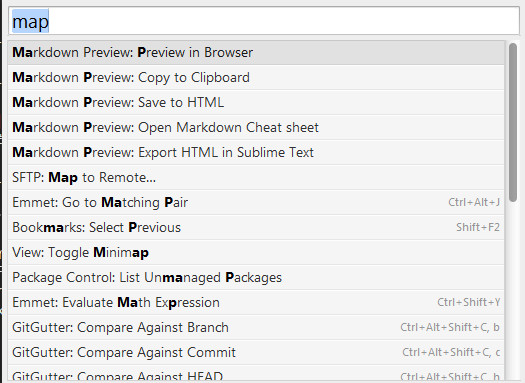 map
Markdown Preview: Preview in Browser
Markdown Preview: Copy to Clipboard
Markdown Preview: Save to HTML
Markdown Preview: Open Markdown Cheat sheet
Markdown Preview: Export HTML in Sublime Text
SFTP: Map to Remote...
Emmet: Go to Matching Pair Ctrl+Alt+J
Bookmarks: Select Previous Shift+F2
View: Toggle Minimap
Package Control: List Unmanaged Packages
Emmet: Evaluate Math Expression Ctrl+Shift+Y
GitGutter: Compare Against Branch Ctrl+Alt+Shift+C, b
GitGutter: Compare Against Commit Ctrl+Alt+Shift+C, c
GitGutter: Compare Against HEAD Ctrl+Alt+Shift+C, h